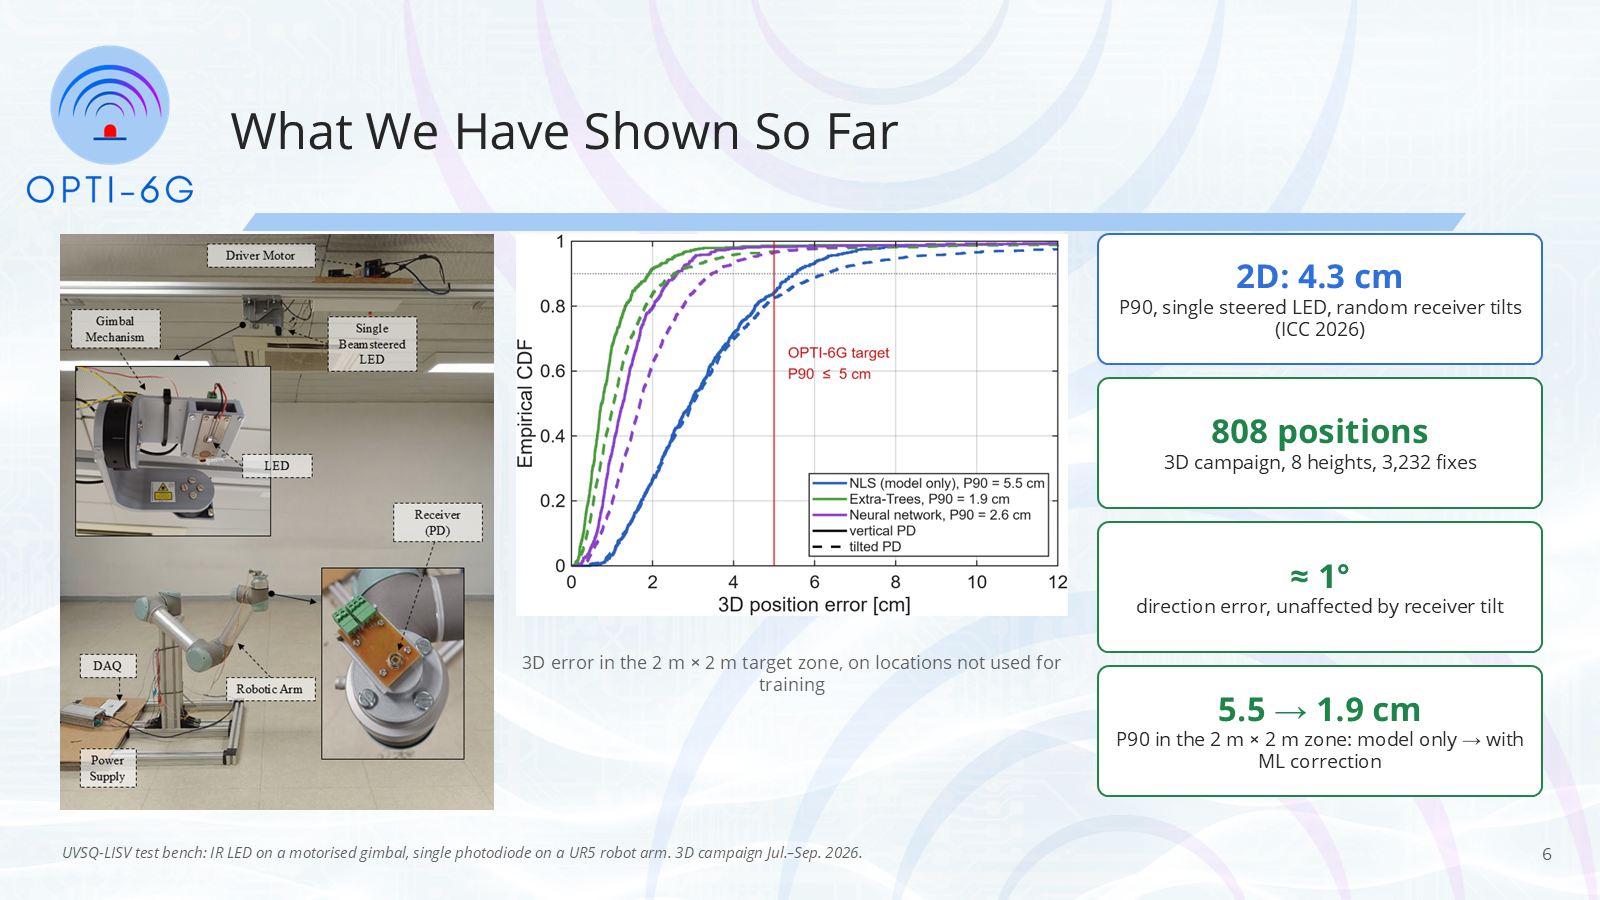 OPTI-6G
What We Have Shown So Far
Driver Motor
Gimbal
Mechanism
Single
Beamsteered
LED
LED
Receiver
(PD)
DAQ
Robotic Arm
Power
Supply
Empirical CDF
1
0.8
0.6
0.4
0.2
0
0 2 4 6 8 10 12
3D position error [cm]
OPTI-6G target
P90 ≤ 5 cm
NLS (model only), P90 = 5.5 cm
Extra-Trees, P90 = 1.9 cm
Neural network, P90 = 2.6 cm
vertical PD
tilted PD
3D error in the 2 m × 2 m target zone, on locations not used for
training
2D: 4.3 cm
P90, single steered LED, random receiver tilts
(ICC 2026)
808 positions
3D campaign, 8 heights, 3,232 fixes
≈ 1°
direction error, unaffected by receiver tilt
5.5 → 1.9 cm
P90 in the 2 m × 2 m zone: model only → with
ML correction
UVSQ-LISV test bench: IR LED on a motorised gimbal, single photodiode on a UR5 robot arm. 3D campaign Jul.–Sep. 2026.
6